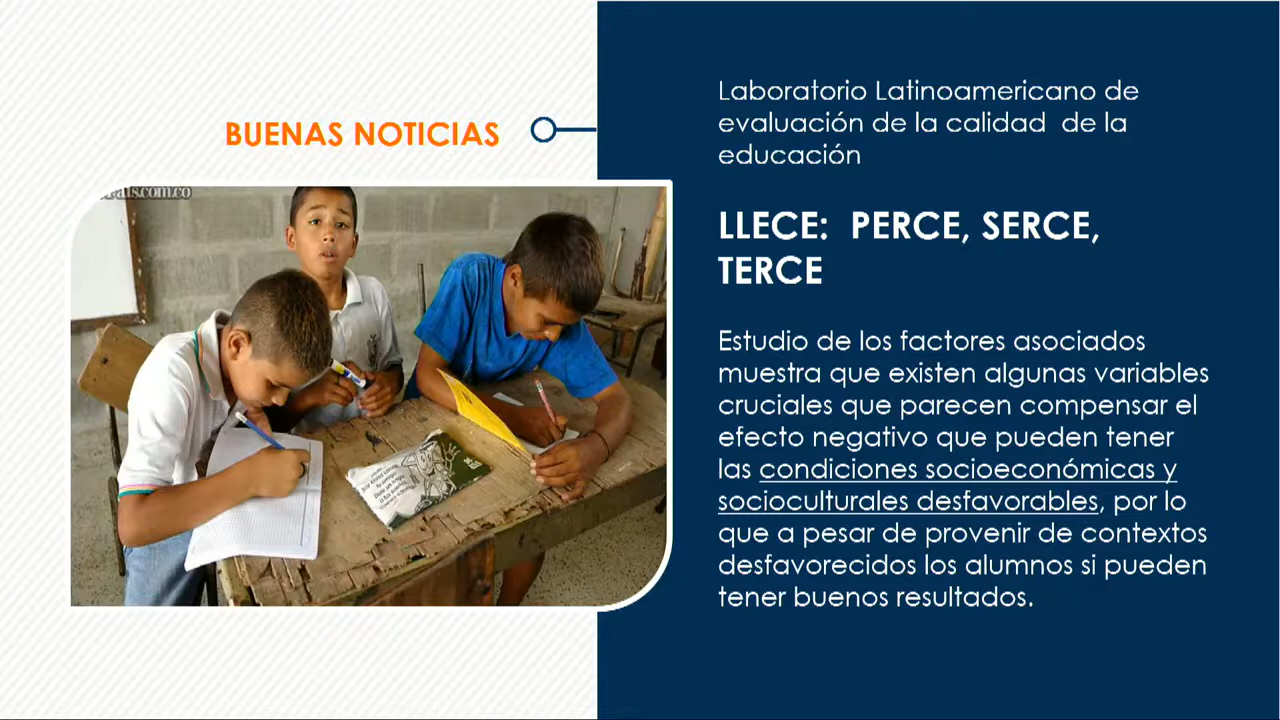 BUENAS NOTICIAS
Laboratorio Latinoamericano de
evaluación de la calidad de la
educación
LLECE: PERCE, SERCE,
TERCE
Estudio de los factores asociados
muestra que existen algunas variables
cruciales que parecen compensar el
efecto negativo que pueden tener
las condiciones socioeconómicas y
socioculturales desfavorables, por lo
que a pesar de provenir de contextos
desfavorecidos los alumnos si pueden
tener buenos resultados.